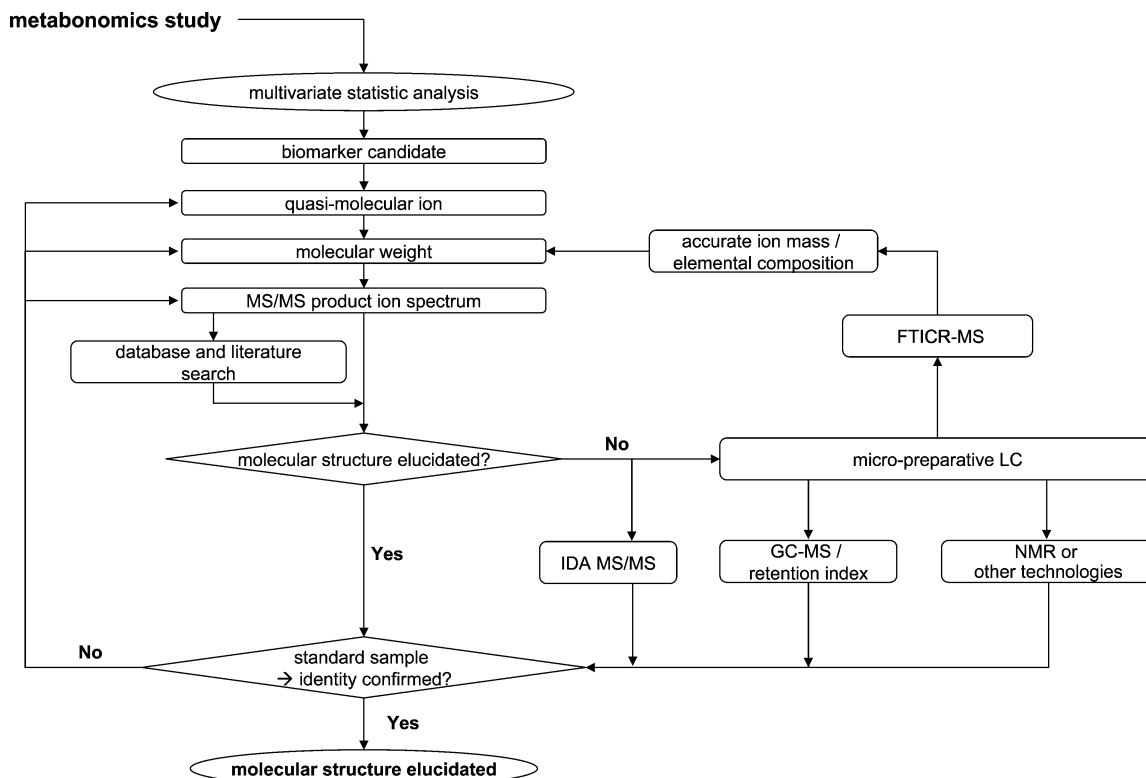 metabonomics study
multivariate statistic analysis
biomarker candidate
quasi-molecular ion
molecular weight
accurate ion mass /
elemental composition
MS/MS product ion spectrum
FTICR-MS
database and literature
search
No
molecular structure elucidated?
micro-preparative LC
Yes
IDA MS/MS
GC-MS /
retention index
NMR or
other technologies
No
standard sample
→ identity confirmed?
Yes
molecular structure elucidated